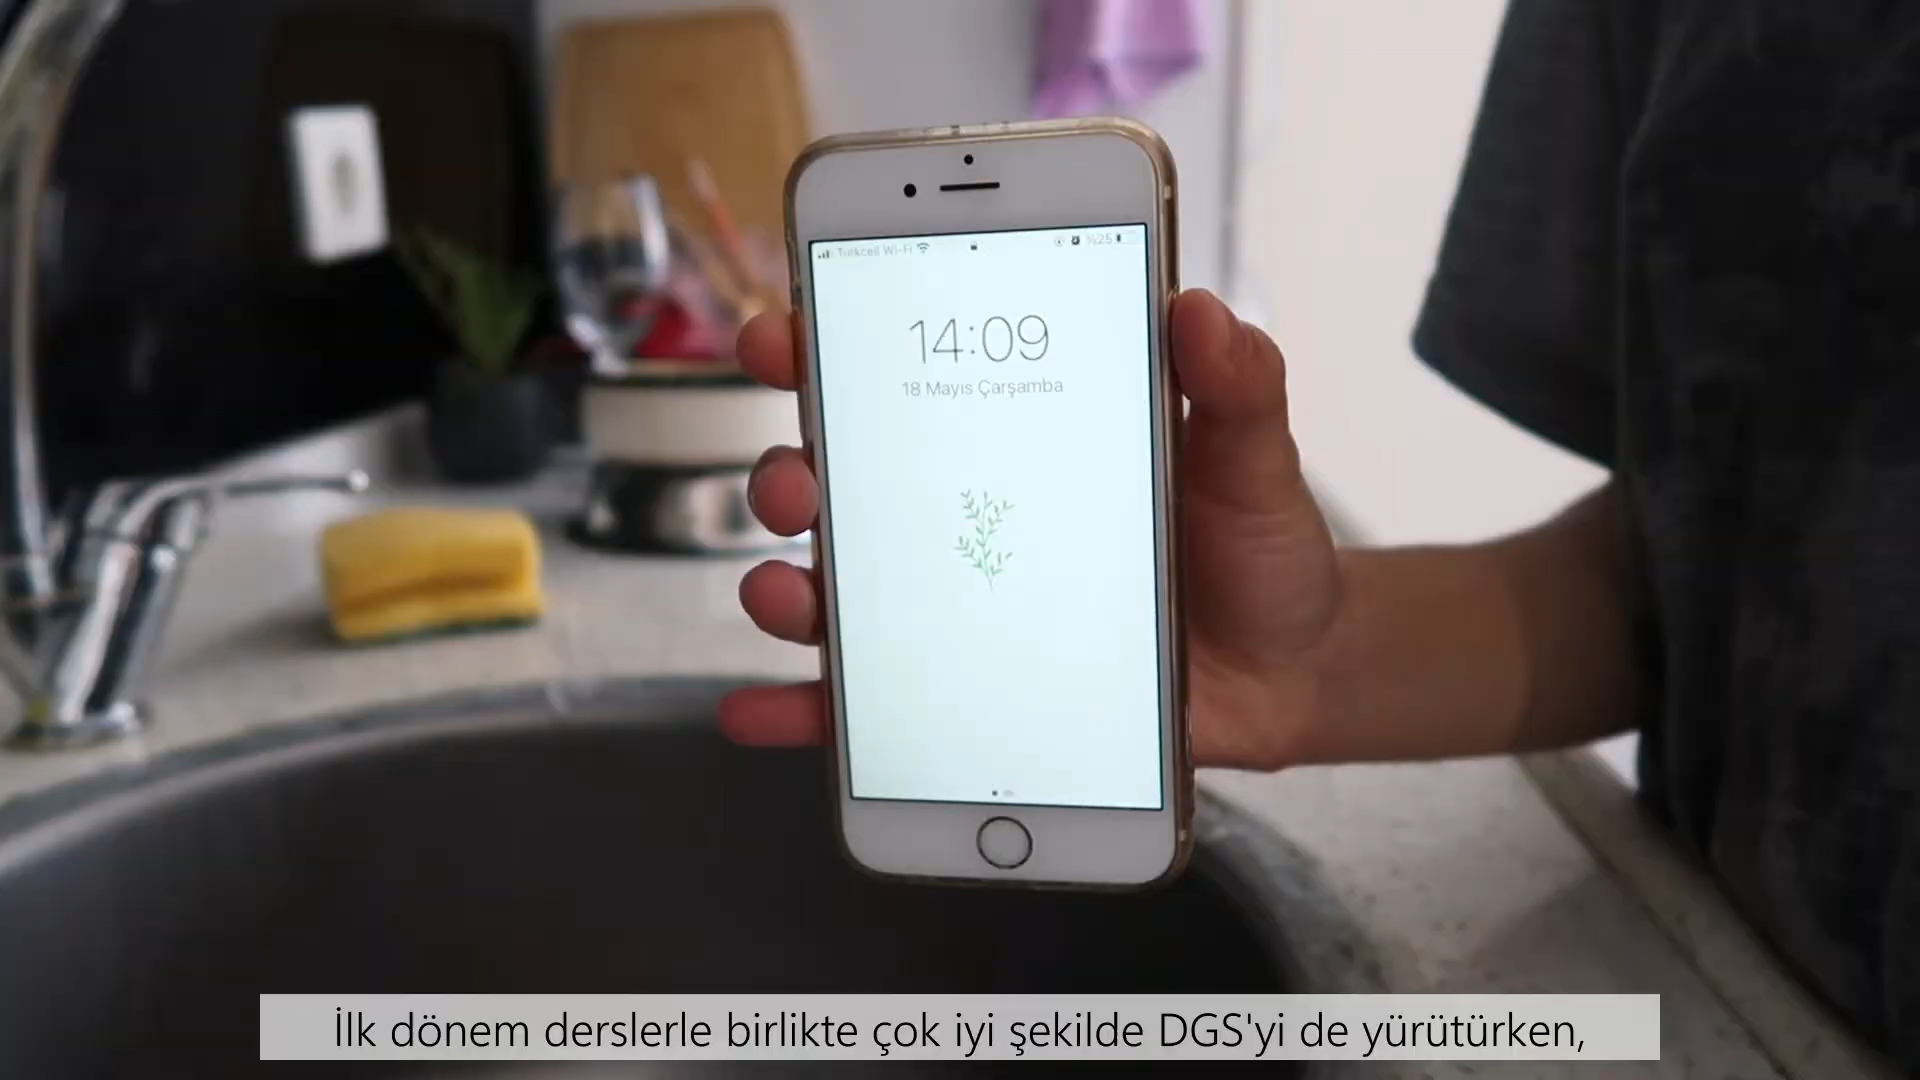 Turkcell Wi-Fi
%25
14:09
18 Mayıs Çarşamba
İlk dönem derslerle birlikte çok iyi şekilde DGS'yi de yürütürken,